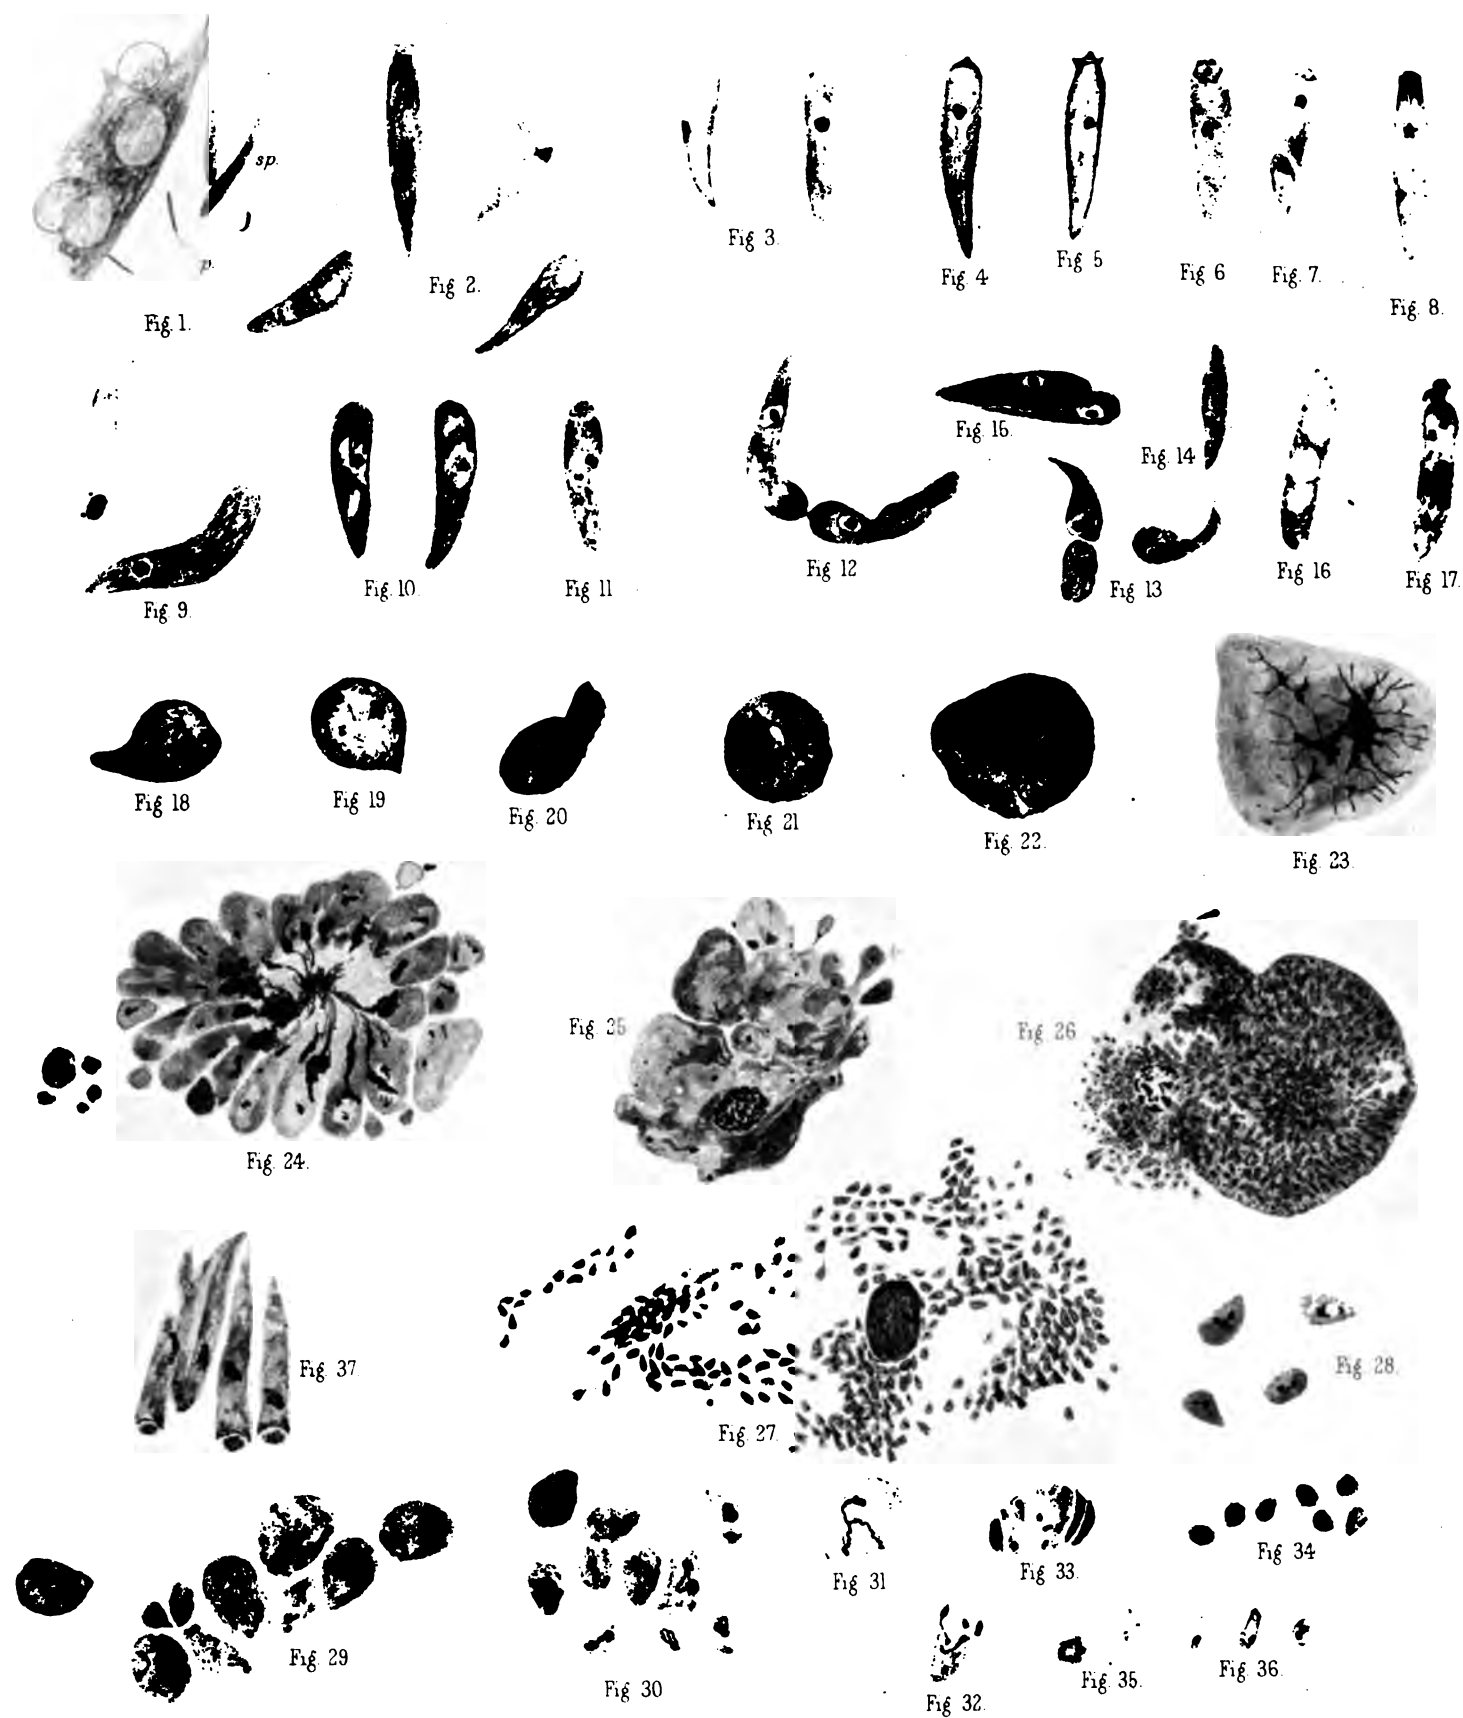 sp.
p.
Fig 3.
Fig. 4
Fig 5
Fig 6
Fig. 7.
Fig. 8.
Fig 2.
Fig. 1.
Fig. 15.
Fig. 14
Fig. 10.
Fig 11
Fig 12
Fig 13
Fig 16
Fig 17.
Fig 9.
Fig 18
Fig 19
Fig. 20
Fig 21
Fig. 22.
Fig. 23.
Fig. 25
Fig. 26
Fig. 24.
Fig. 37
Fig. 27.
Fig. 28.
Fig 31
Fig 33.
Fig 34
Fig 29
Fig 30
Fig 32.
Fig. 35.
Fig. 36.